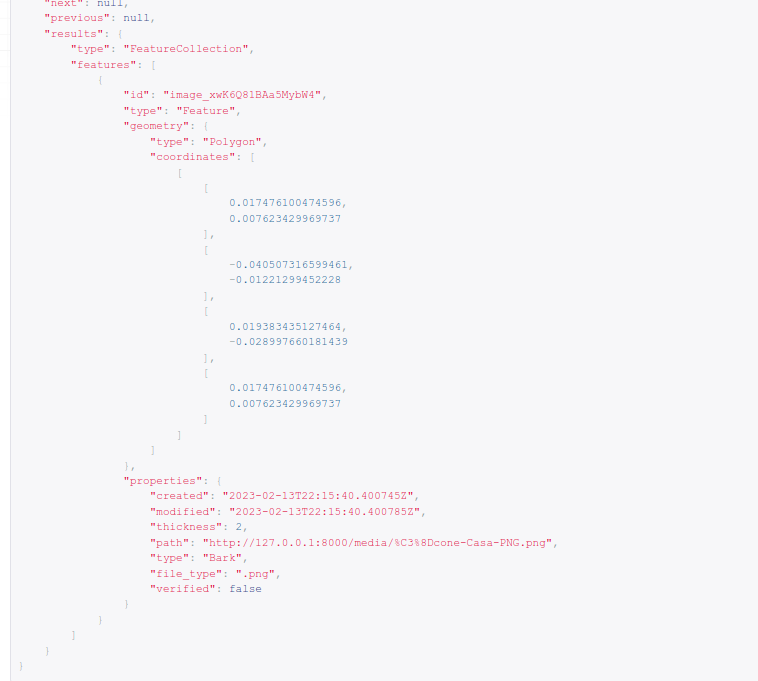 "next": null,
"previous": null,
"results": {
"type": "FeatureCollection",
"features": [
{
"id": "image_xwK6Q81BAa5MybW4",
"type": "Feature",
"geometry": {
"type": "Polygon",
"coordinates": [
[
[
0.017476100474596,
0.007623429969737
],
[
-0.040507316599461,
-0.01221299452228
],
[
0.019383435127464,
-0.028997660181439
],
[
0.017476100474596,
0.007623429969737
]
]
]
},
"properties": {
"created": "2023-02-13T22:15:40.400745Z",
"modified": "2023-02-13T22:15:40.400785Z",
"thickness": 2,
"path": "http://127.0.0.1:8000/media/%C3%8Dcone-Casa-PNG.png",
"type": "Bark",
"file_type": ".png",
"verified": false
}
}
]
}
}